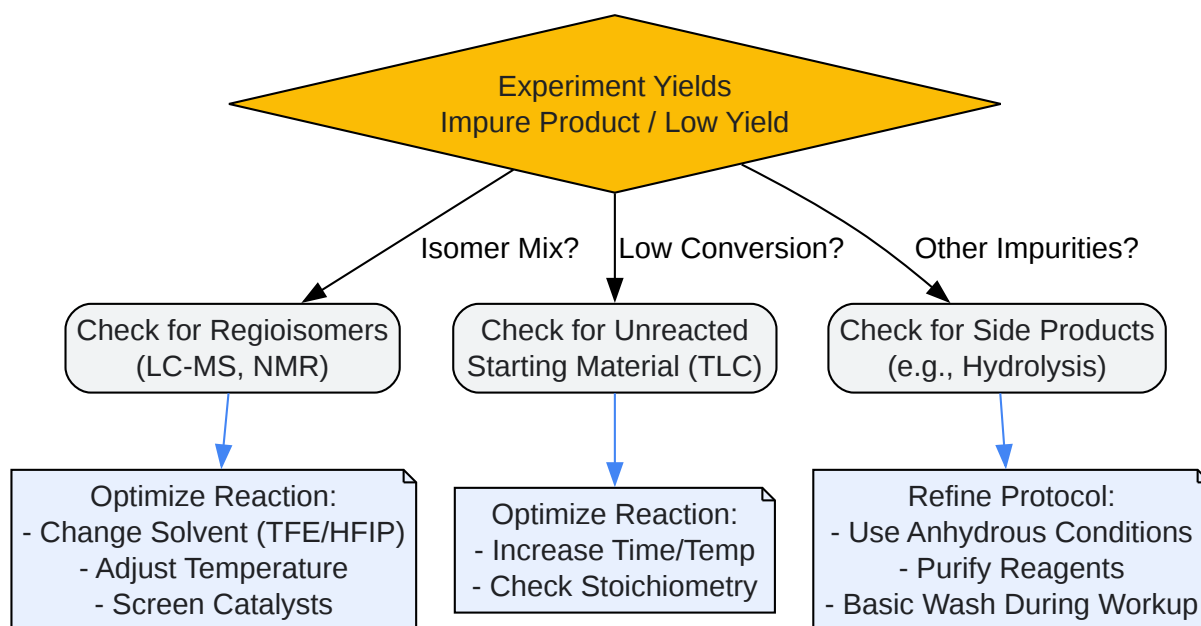 Experiment Yields
Impure Product / Low Yield
Isomer Mix?
Low Conversion?
Other Impurities?
Check for Regioisomers
(LC-MS, NMR)
Check for Unreacted
Starting Material (TLC)
Check for Side Products
(e.g., Hydrolysis)
Optimize Reaction:
- Change Solvent (TFE/HFIP)
- Adjust Temperature
- Screen Catalysts
Optimize Reaction:
- Increase Time/Temp
- Check Stoichiometry
Refine Protocol:
- Use Anhydrous Conditions
- Purify Reagents
- Basic Wash During Workup